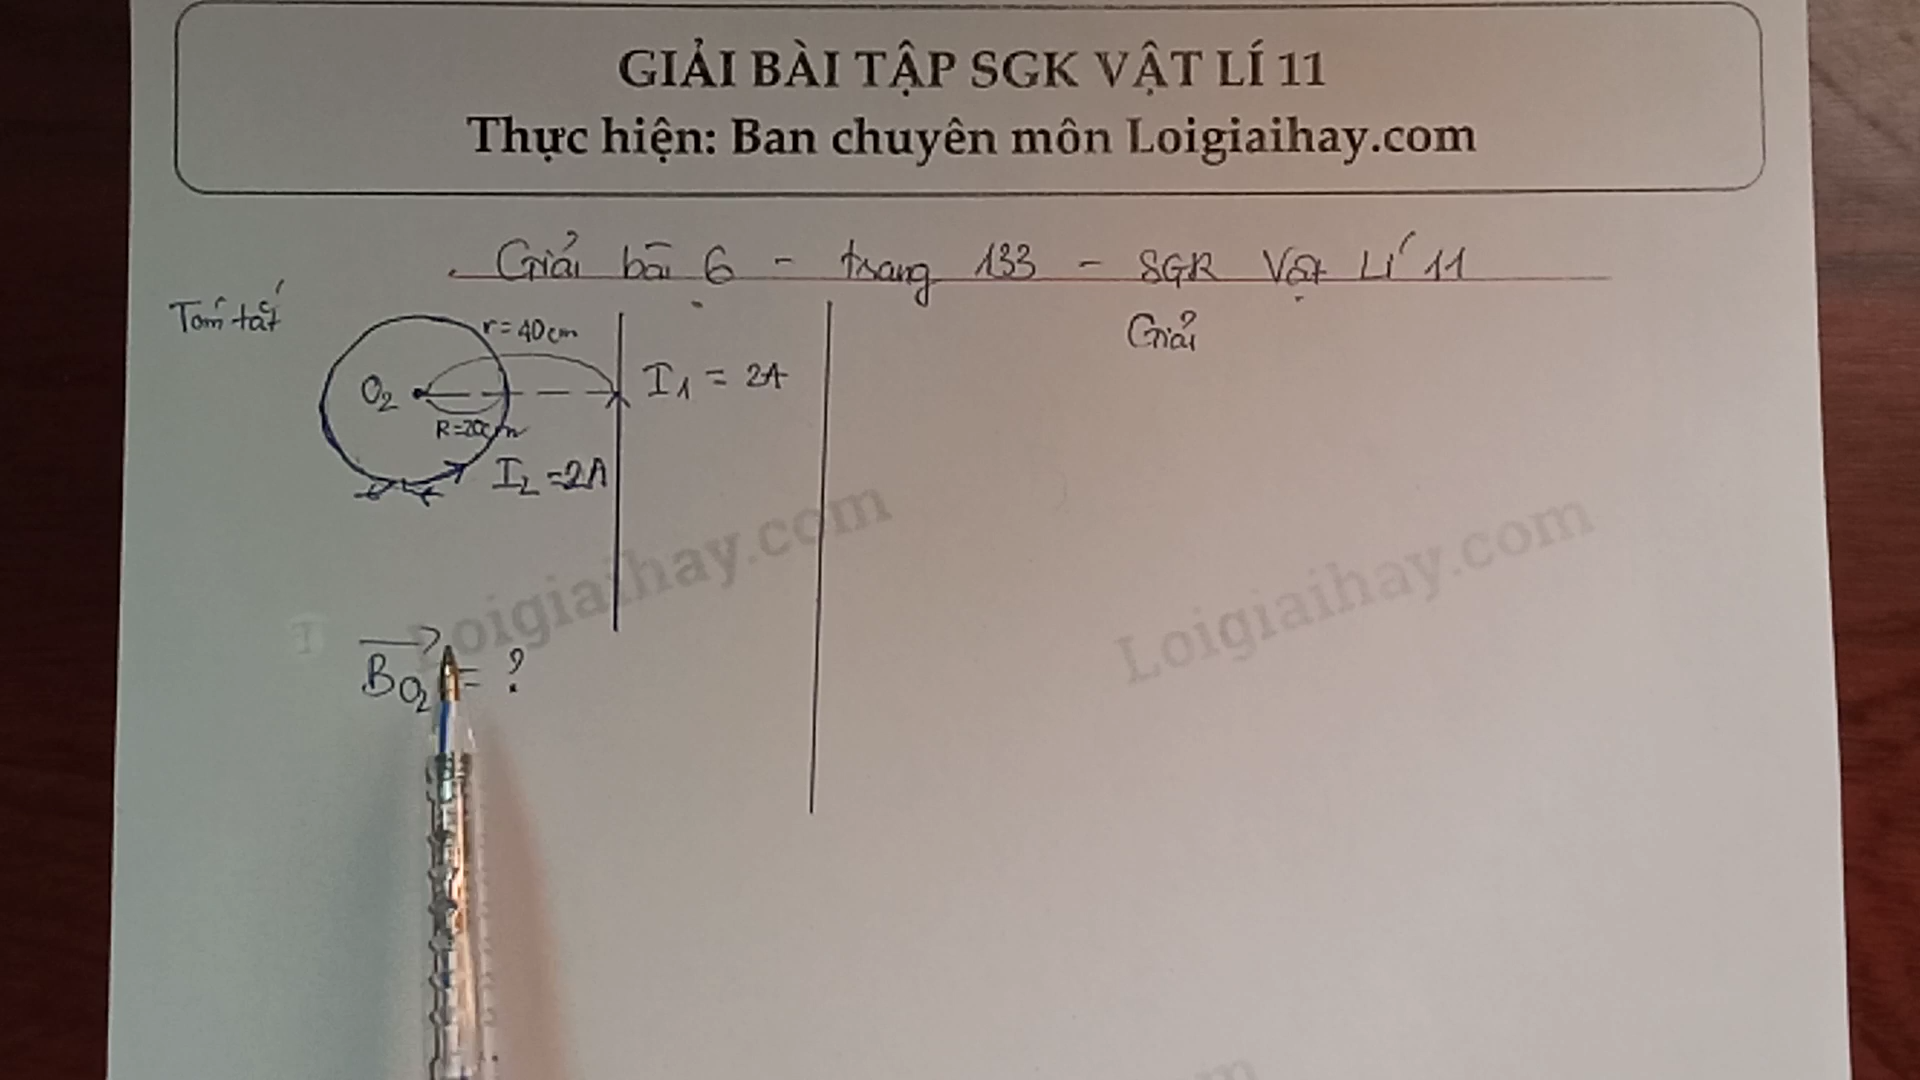 GIẢI BÀI TẬP SGK VẬT LÍ 11
Thực hiện: Ban chuyên môn Loigiaihay.com
Giải bài 6 - trang 133 - SGK Vật Lí 11
Tóm tắt
Giải
r = 40cm
O2
I1 = 2A
R=20cm
I2 = 2A
Loigiaihay.com
Loigiaihay.com
BO2 = ?